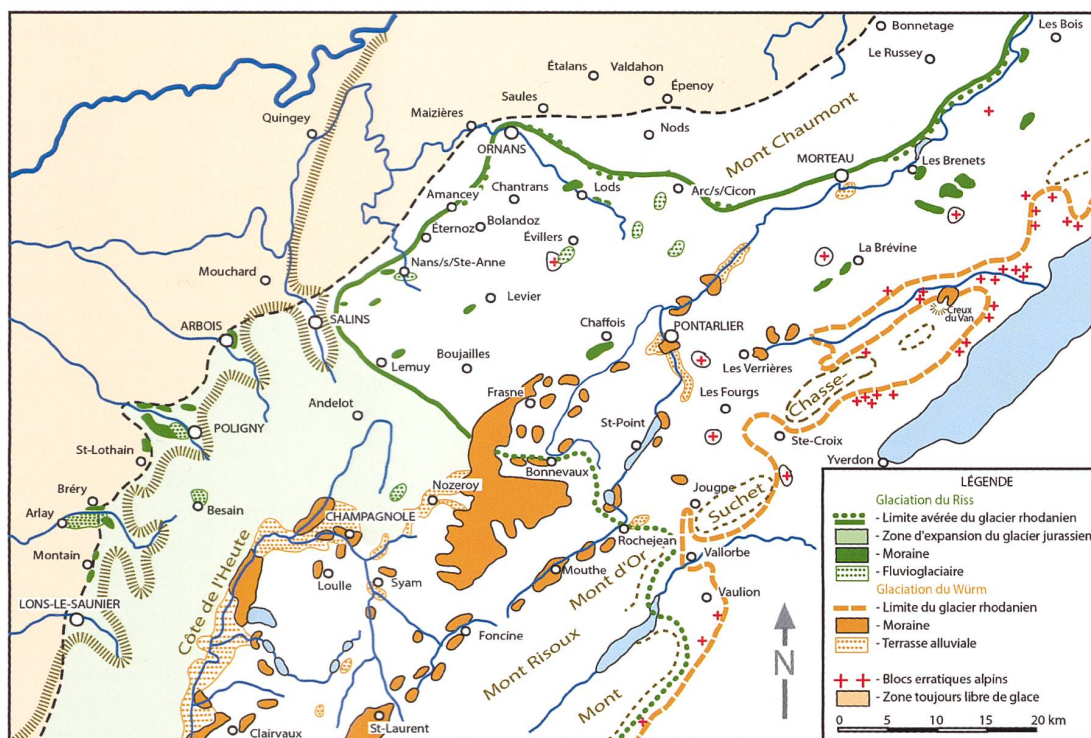 Bonnetage
Les Bois
Le Russey
Étalans
Valdahon
Épenoy
Saules
Maizières
Quingey
Nods
ORNANS
Mont Chaumont
MORTEAU
Les Brenets
Amancey
Chantrans
Lods
Arc/s/Cicon
Bolandoz
Éternoz
Évillers
La Brévine
Nans/s/Ste-Anne
Mouchard
Levier
Creux
du Van
SALINS
ARBOIS
Chaffois
PONTARLIER
Lemuy
Boujailles
Les Verrières
Frasne
Les Fourgs
Chasse-
Andelot
St-Point
Ste-Croix
POLIGNY
St-Lothain
Bonnevaux
Yverdon
Nozeroy
Jougne
Suchet
Bréry
Besain
Arlay
CHAMPAGNOLE
Rochejean
Vallorbe
Montain
Mouthe
Mont d'Or
Loulle
Syam
Vaulion
Côte de l'Heute
LONS-LE-SAUNIER
Foncine
Mont Risoux
Mont
N
St-Laurent
Clairvaux
LÉGENDE
Glaciation du Riss
- Limite avérée du glacier rhodanien
- Zone d'expansion du glacier jurassien
- Moraine
- Fluvioglaciaire
Glaciation du Würm
- Limite du glacier rhodanien
- Moraine
- Terrasse alluviale
- Blocs erratiques alpins
- Zone toujours libre de glace
0 5 10 15 20 km